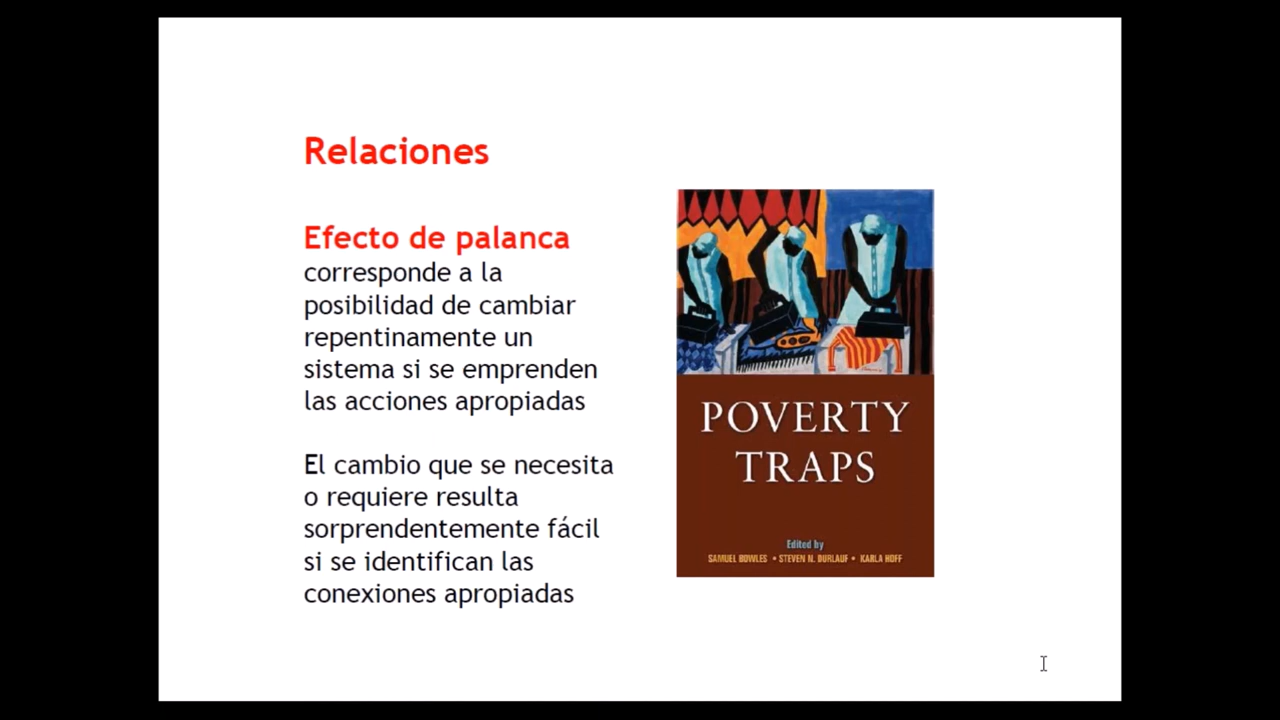 Relaciones
Efecto de palanca
corresponde a la
posibilidad de cambiar
repentinamente un
sistema si se emprenden
las acciones apropiadas
El cambio que se necesita
o requiere resulta
sorprendentemente fácil
si se identifican las
conexiones apropiadas
POVERTY
TRAPS
Edited by
SAMUEL BOWLES • STEVEN N. DURLAUF • KARLA HOFF